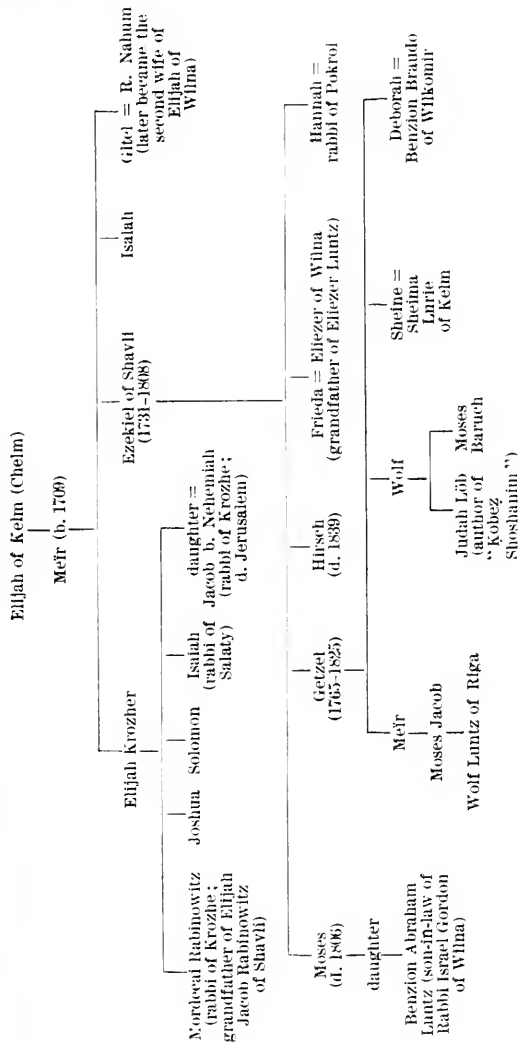 Elijah of Kelm (Chelm)
Meïr (b. 1709)
Elijah Krozher
Ezekiel of Shavli
(1731-1808)
Isaiah
Gitel = R. Nahum
(later became the
second wife of
Elijah of
Wilna)
Mordecai Rabinowitz
(rabbi of Krozhe;
grandfather of Elijah
Jacob Rabinowitz
of Shavli)
Joshua
Solomon
Isaiah
(rabbi of
Salaty)
daughter =
Jacob b. Nehemiah
(rabbi of Krozhe;
d. Jerusalem)
Moses
(d. 1806)
Getzel
(1765-1825)
Hirsch
(d. 1839)
Frieda = Eliezer of Wilna
(grandfather of Eliezer Luntz)
Hannah =
rabbi of Pokroi
daughter
Benzion Abraham
Luntz (son-in-law of
Rabbi Israel Gordon
of Wilna)
Meïr
Moses Jacob
Wolf Luntz of Riga
Wolf
Judah Löb
(author of
"Ḳobeẓ
Shoshanim")
Moses
Baruch
Sheine =
Sheima
Lurie
of Kelm
Deborah =
Benzion Braudo
of Wilkomir